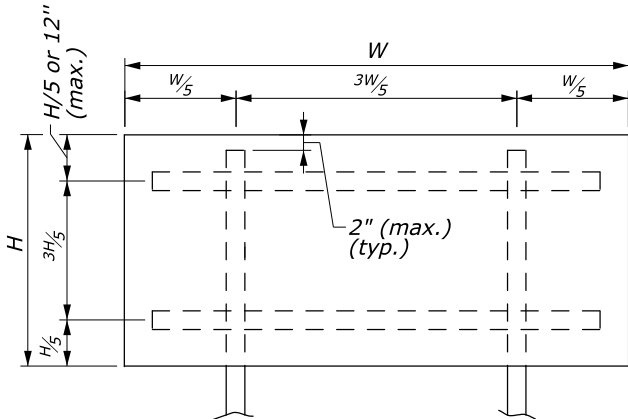 W
W/5
3W/5
W/5
H/5 or 12"
(max.)
H
3H/5
H/5
2" (max.)
(typ.)